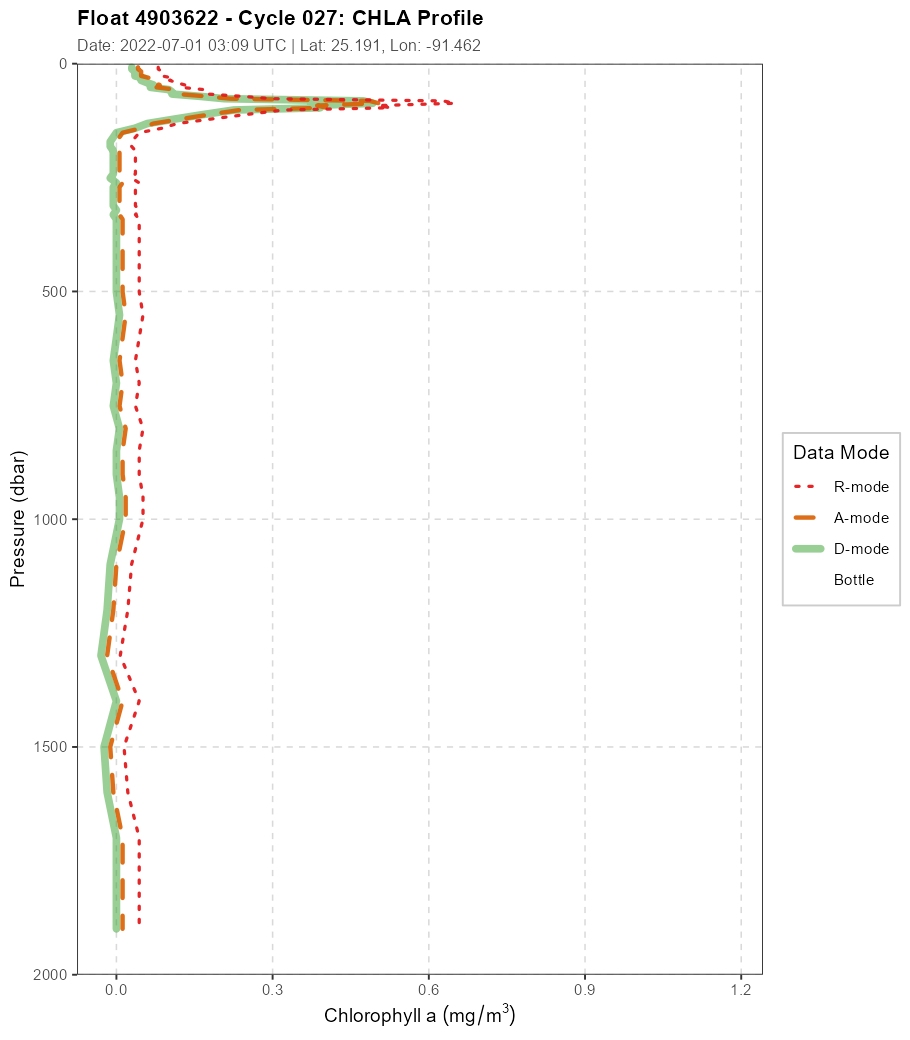 Float 4903622 - Cycle 027: CHLA Profile
Date: 2022-07-01 03:09 UTC | Lat: 25.191, Lon: -91.462
0
500
1000
1500
2000
Pressure (dbar)
0.0 0.3 0.6 0.9 1.2
Chlorophyll a (mg/m³)
Data Mode
R-mode
A-mode
D-mode
Bottle